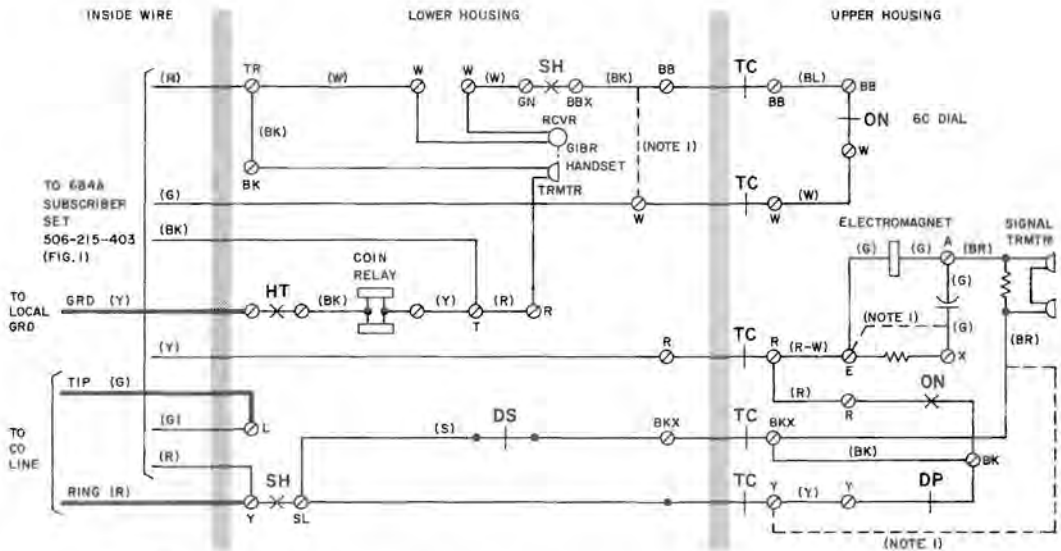 INSIDE WIRE LOWER HOUSING UPPER HOUSING
TR (W) W W (W) SH (BK) BB TC (BL)
(R) GN BBX BB BB
RCVR ON 6C DIAL
(BK) GIBR (NOTE 1) W
HANDSET
BK TRMTR
TO 684A
SUBSCRIBER
SET
506-215-403
(FIG. 1)
(G) W TC W (W)
(BK) ELECTROMAGNET SIGNAL
TRMTR
(G) (G) A (BR)
COIN
RELAY
TO
LOCAL
GRD
GRD (Y) HT (BK) (Y) T (R) R
(G)
(NOTE 1) (G)
(Y) R TC R (R-W) E X (BR)
TIP (G) (R) R ON
TO
CO
LINE
(G) L (S) DS BKX TC BKX
(R) (BK) BK
RING (R) Y SH SL TC Y (Y) Y DP
(NOTE 1)